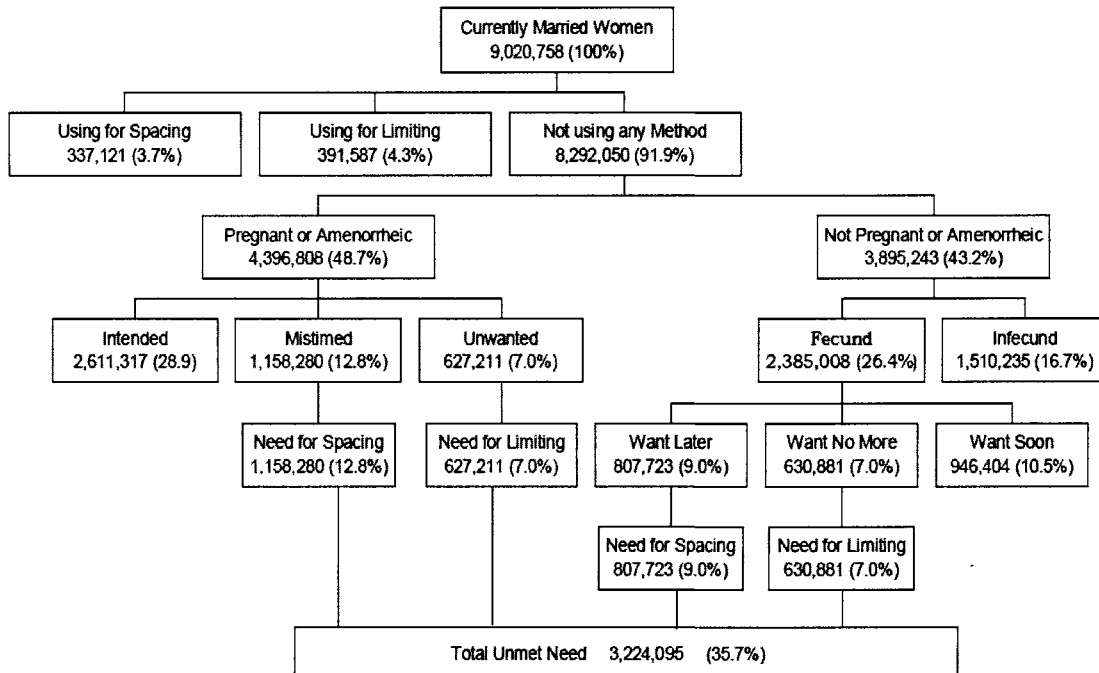 Currently Married Women
9,020,758 (100%)
Using for Spacing
337,121 (3.7%)
Using for Limiting
391,587 (4.3%)
Not using any Method
8,292,050 (91.9%)
Pregnant or Amenorrheic
4,396,808 (48.7%)
Not Pregnant or Amenorrheic
3,895,243 (43.2%)
Intended
2,611,317 (28.9)
Mistimed
1,158,280 (12.8%)
Unwanted
627,211 (7.0%)
Fecund
2,385,008 (26.4%)
Infecund
1,510,235 (16.7%)
Need for Spacing
1,158,280 (12.8%)
Need for Limiting
627,211 (7.0%)
Want Later
807,723 (9.0%)
Want No More
630,881 (7.0%)
Want Soon
946,404 (10.5%)
Need for Spacing
807,723 (9.0%)
Need for Limiting
630,881 (7.0%)
Total Unmet Need 3,224,095 (35.7%)